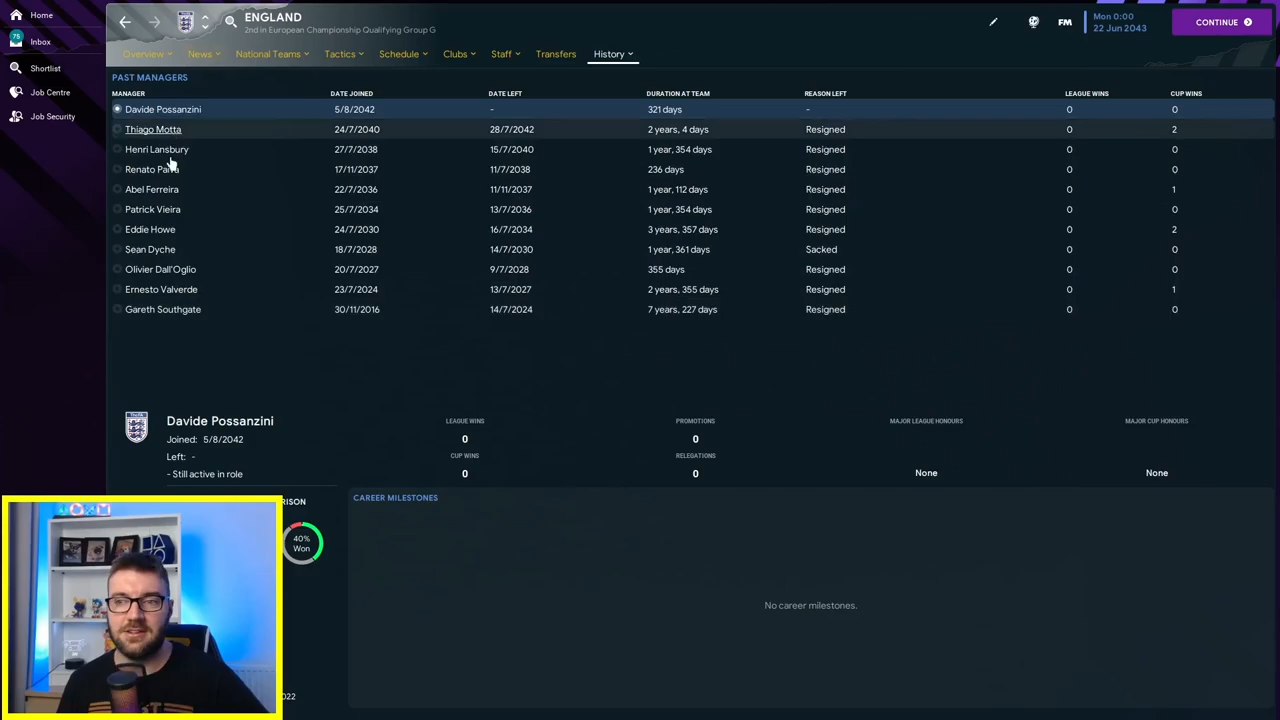 Home
75
Inbox
Shortlist
Job Centre
Job Security
ENGLAND
2nd in European Championship Qualifying Group G
FM
Mon 0:00
22 Jun 2043
CONTINUE
Overview
News
National Teams
Tactics
Schedule
Clubs
Staff
Transfers
History
PAST MANAGERS
MANAGER DATE JOINED DATE LEFT DURATION AT TEAM REASON LEFT LEAGUE WINS CUP WINS
Davide Possanzini 5/8/2042 - 321 days - 0 0
Thiago Motta 24/7/2040 28/7/2042 2 years, 4 days Resigned 0 2
Henri Lansbury 27/7/2038 15/7/2040 1 year, 354 days Resigned 0 0
Renato Paiva 17/11/2037 11/7/2038 236 days Resigned 0 0
Abel Ferreira 22/7/2036 11/11/2037 1 year, 112 days Resigned 0 1
Patrick Vieira 25/7/2034 13/7/2036 1 year, 354 days Resigned 0 0
Eddie Howe 24/7/2030 16/7/2034 3 years, 357 days Resigned 0 2
Sean Dyche 18/7/2028 14/7/2030 1 year, 361 days Sacked 0 0
Olivier Dall'Oglio 20/7/2027 9/7/2028 355 days Resigned 0 0
Ernesto Valverde 23/7/2024 13/7/2027 2 years, 355 days Resigned 0 1
Gareth Southgate 30/11/2016 14/7/2024 7 years, 227 days Resigned 0 0
Davide Possanzini
Joined: 5/8/2042
Left: -
- Still active in role
LEAGUE WINS
0
CUP WINS
0
PROMOTIONS
0
RELEGATIONS
0
MAJOR LEAGUE HONOURS
None
MAJOR CUP HONOURS
None
RISON
40%
Won
CAREER MILESTONES
No career milestones.
022